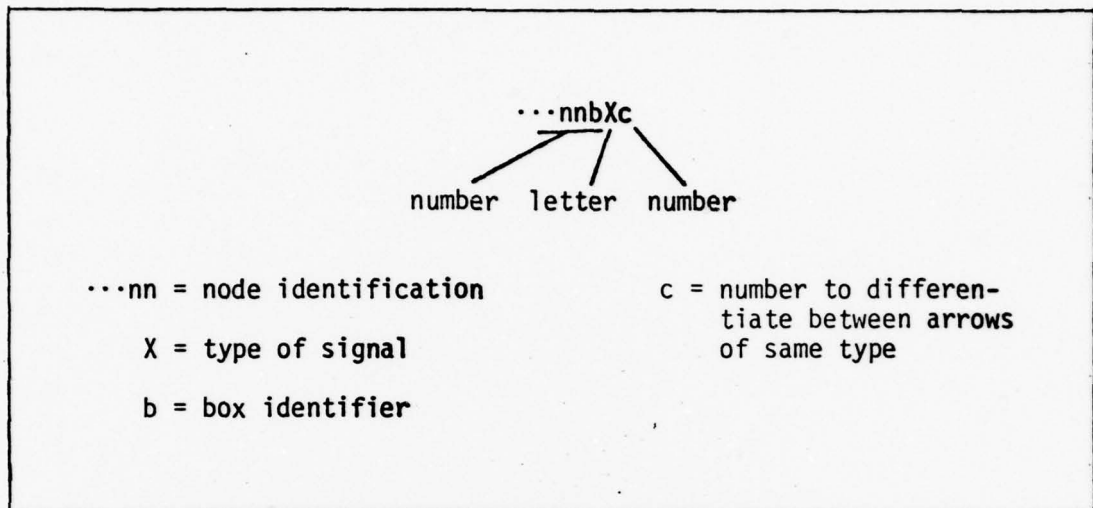 ···nnbXc
number letter number
···nn = node identification
X = type of signal
b = box identifier
c = number to differen-
tiate between arrows
of same type